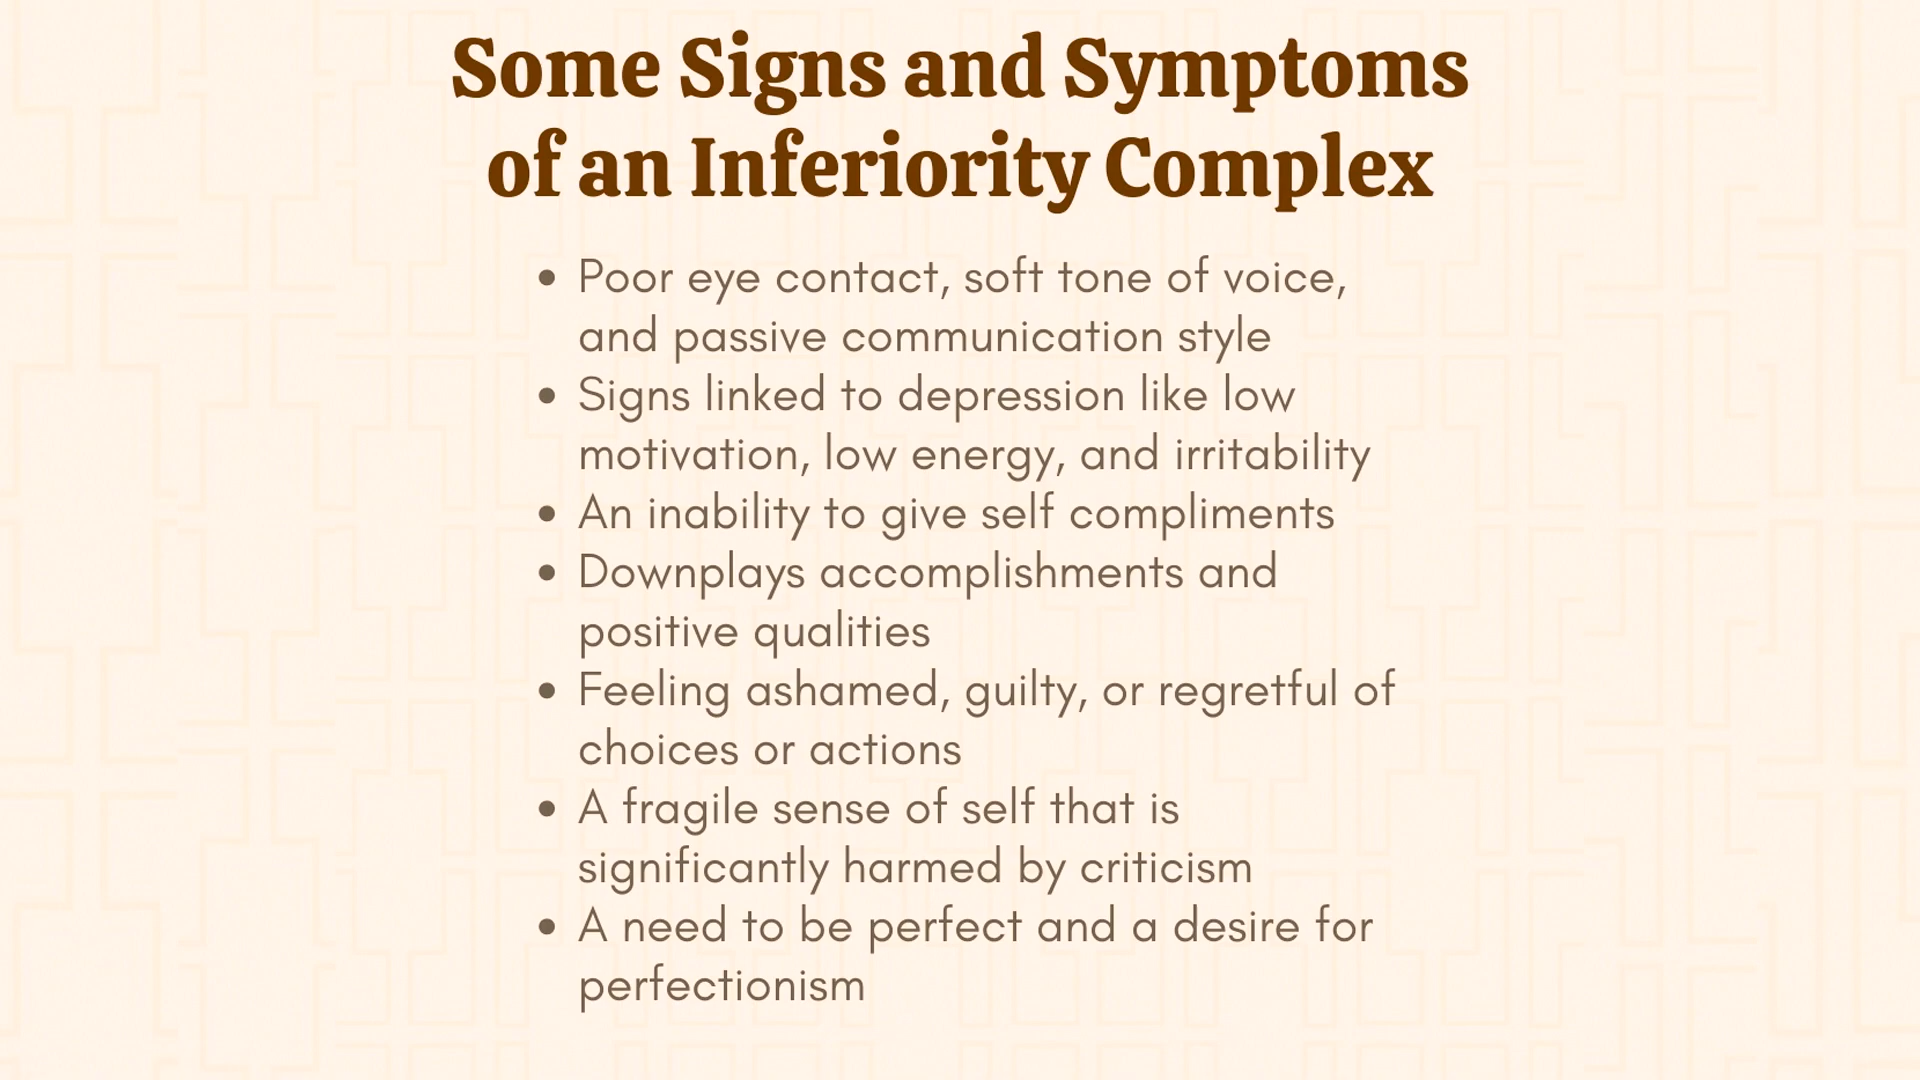 Some Signs and Symptoms
of an Inferiority Complex
• Poor eye contact, soft tone of voice,
and passive communication style
• Signs linked to depression like low
motivation, low energy, and irritability
• An inability to give self compliments
• Downplays accomplishments and
positive qualities
• Feeling ashamed, guilty, or regretful of
choices or actions
• A fragile sense of self that is
significantly harmed by criticism
• A need to be perfect and a desire for
perfectionism